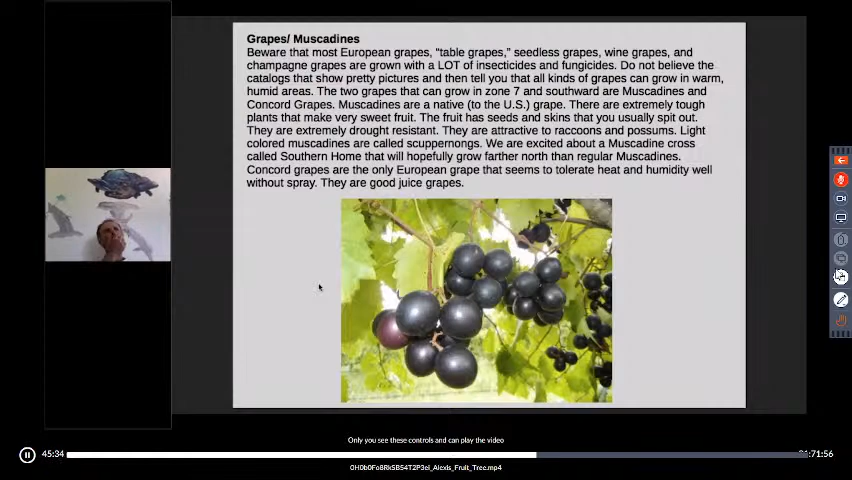 Grapes/ Muscadines
Beware that most European grapes, “table grapes,” seedless grapes, wine grapes, and
champagne grapes are grown with a LOT of insecticides and fungicides. Do not believe the
catalogs that show pretty pictures and then tell you that all kinds of grapes can grow in warm,
humid areas. The two grapes that can grow in zone 7 and southward are Muscadines and
Concord Grapes. Muscadines are a native (to the U.S.) grape. There are extremely tough
plants that make very sweet fruit. The fruit has seeds and skins that you usually spit out.
They are extremely drought resistant. They are attractive to raccoons and possums. Light
colored muscadines are called scuppernongs. We are excited about a Muscadine cross
called Southern Home that will hopefully grow farther north than regular Muscadines.
Concord grapes are the only European grape that seems to tolerate heat and humidity well
without spray. They are good juice grapes.
Only you see these controls and can play the video
45:34